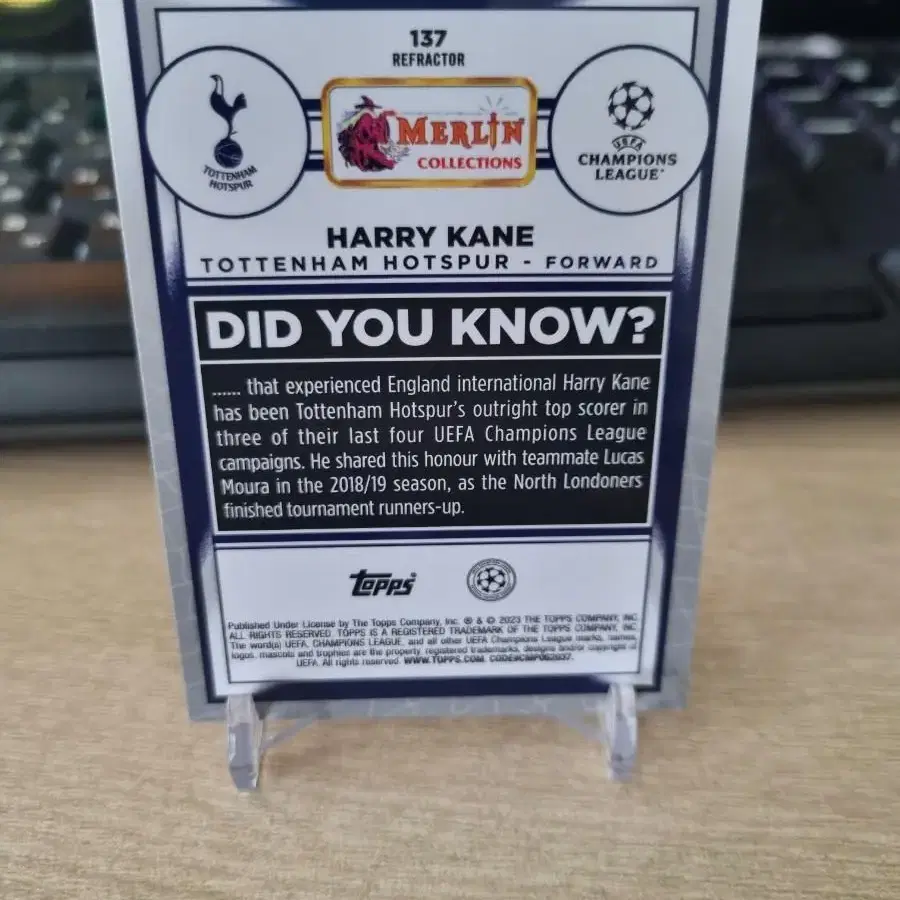 137
REFRACTOR
TOTTENHAM
HOTSPUR
MERLIN
COLLECTIONS
UEFA
CHAMPIONS
LEAGUE
HARRY KANE
TOTTENHAM HOTSPUR - FORWARD
DID YOU KNOW?
...... that experienced England international Harry Kane
has been Tottenham Hotspur's outright top scorer in
three of their last four UEFA Champions League
campaigns. He shared this honour with teammate Lucas
Moura in the 2018/19 season, as the North Londoners
finished tournament runners-up.
topps
Published Under License by The Topps Company, Inc. ® & © 2023 THE TOPPS COMPANY, INC.
ALL RIGHTS RESERVED. TOPPS IS A REGISTERED TRADEMARK OF THE TOPPS COMPANY, INC.
The word(s) UEFA, CHAMPIONS LEAGUE, and all other UEFA Champions League marks, names,
logos, mascots and trophies are the property, registered trademarks, designs and/or copyright of
UEFA. All rights reserved. WWW.TOPPS.COM. CODE#CMP062037.